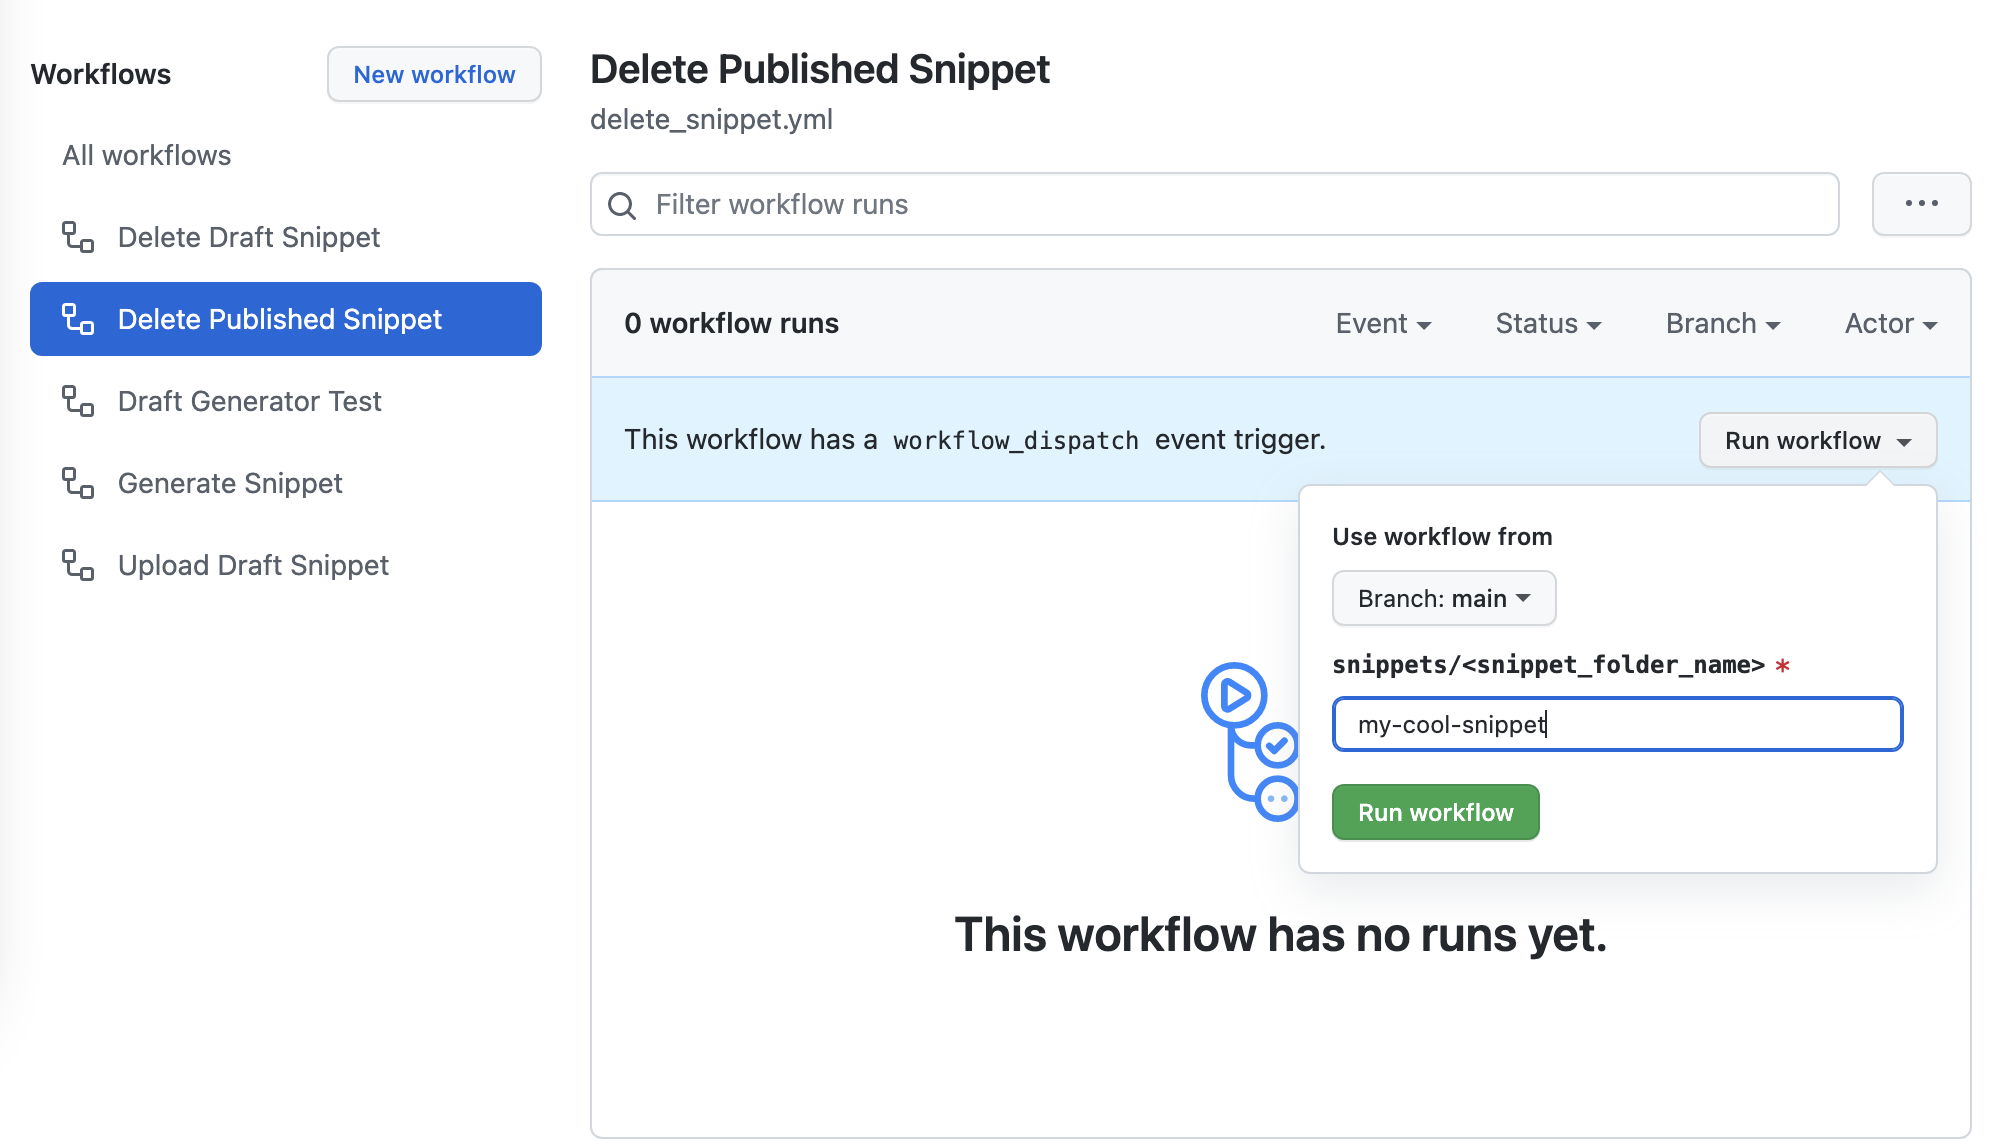 Workflows
New workflow
All workflows
Delete Draft Snippet
Delete Published Snippet
Draft Generator Test
Generate Snippet
Upload Draft Snippet
Delete Published Snippet
delete_snippet.yml
Filter workflow runs
0 workflow runs
Event
Status
Branch
Actor
This workflow has a workflow_dispatch event trigger.
Run workflow
Use workflow from
Branch: main
snippets/<snippet_folder_name> *
my-cool-snippet
Run workflow
This workflow has no runs yet.